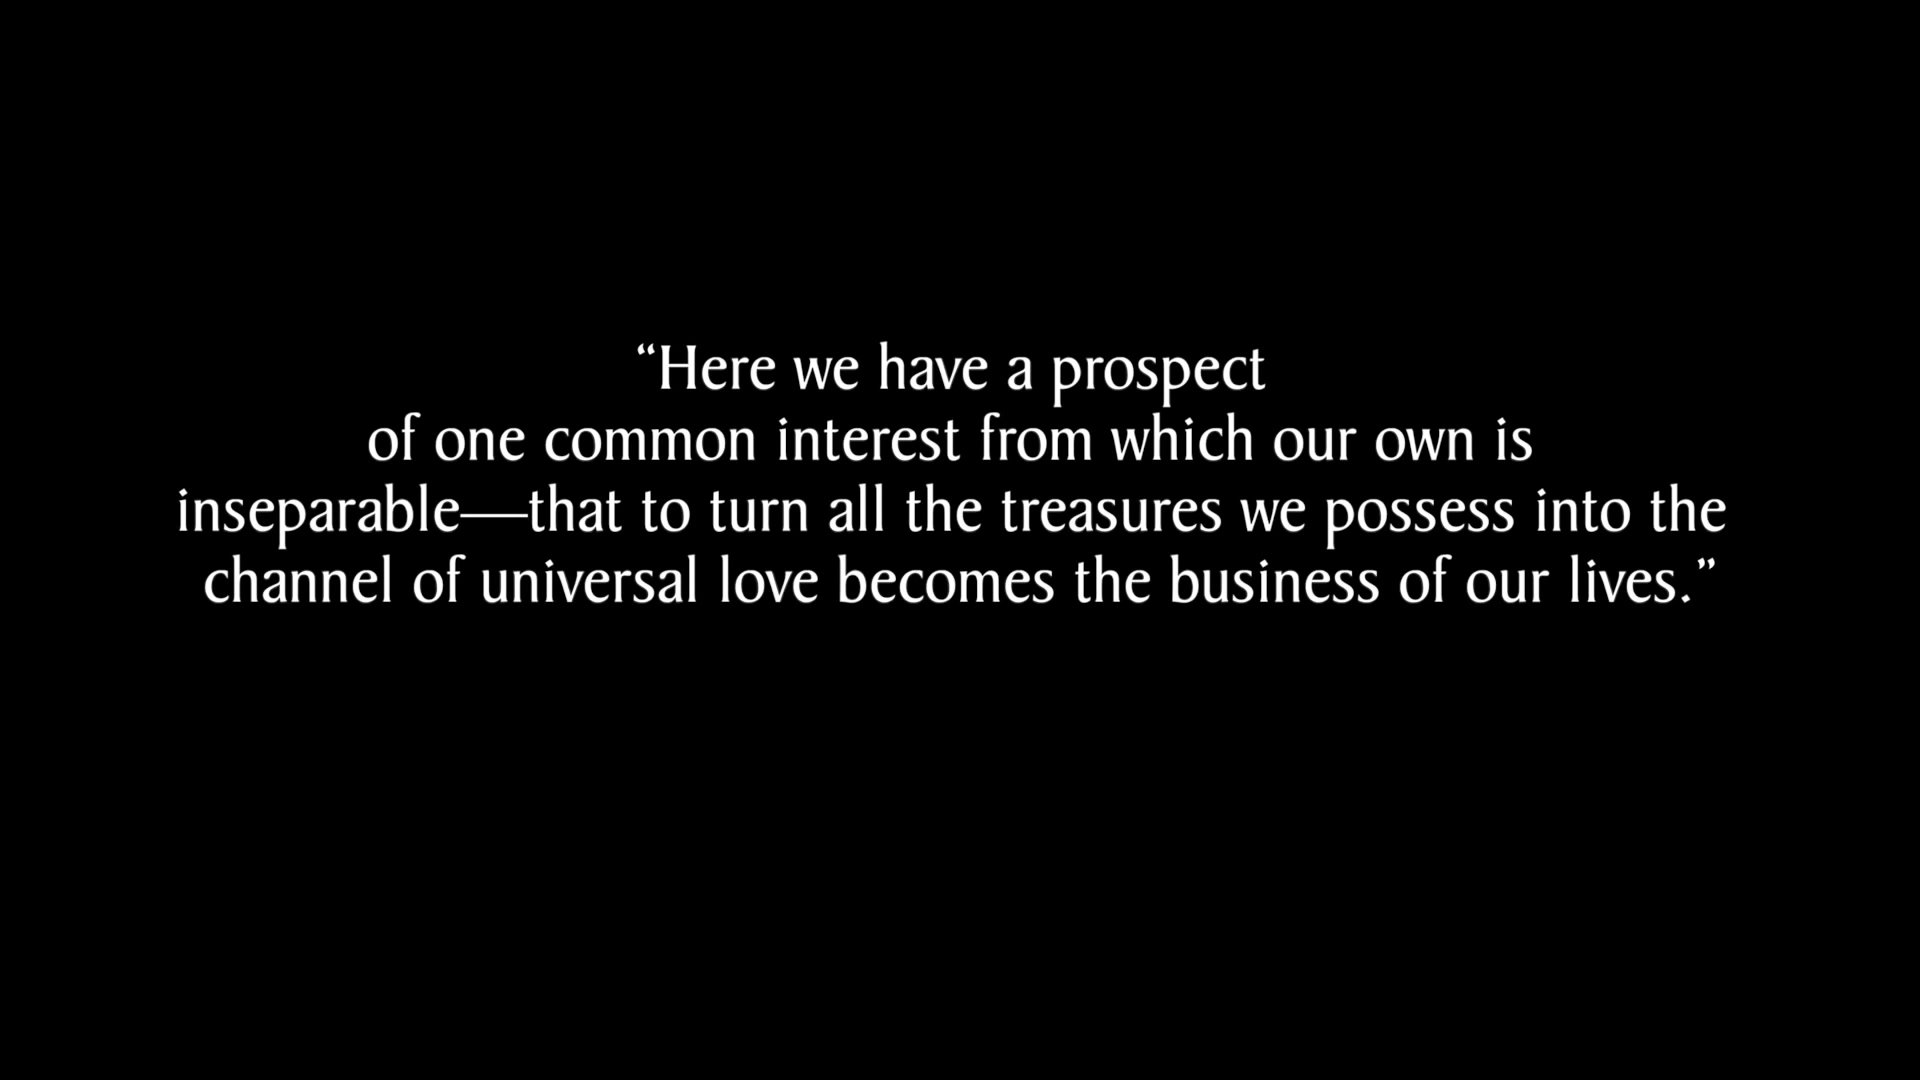 “Here we have a prospect
of one common interest from which our own is
inseparable—that to turn all the treasures we possess into the
channel of universal love becomes the business of our lives.”